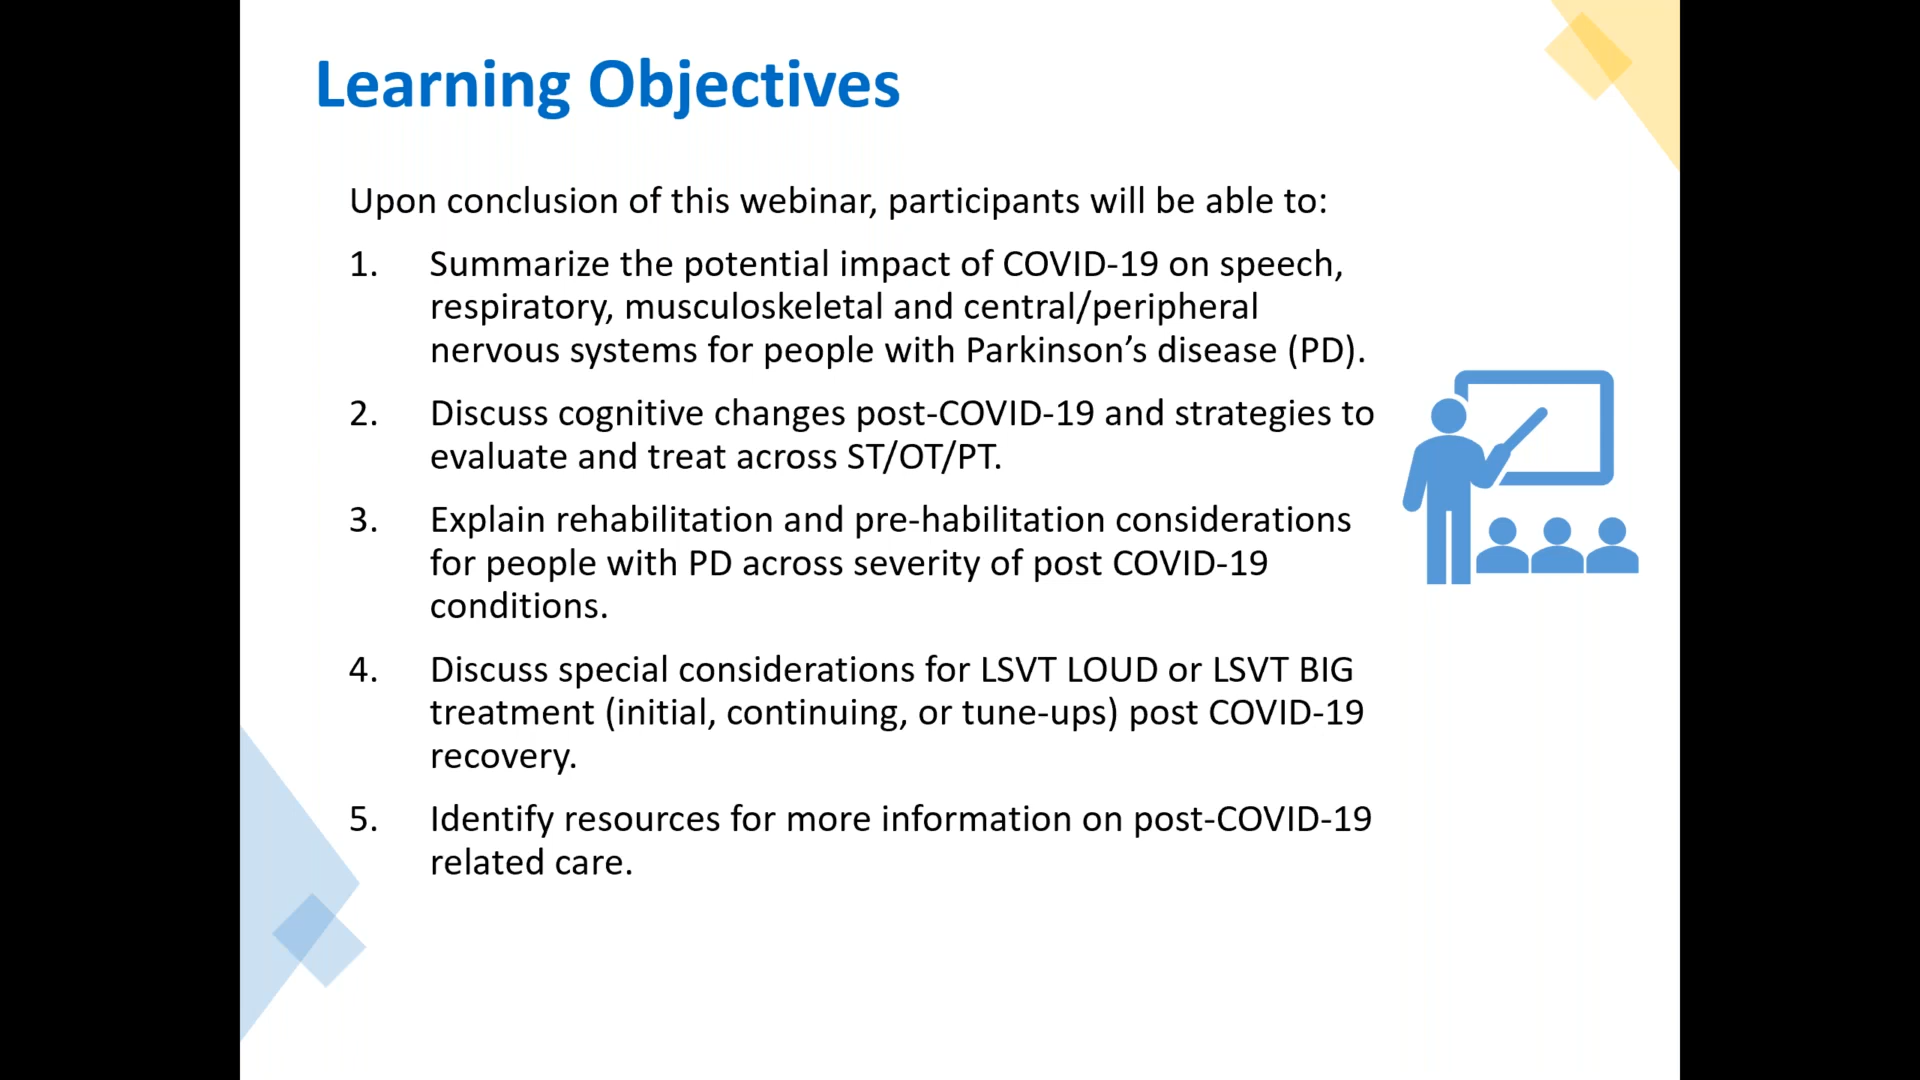 Learning Objectives
Upon conclusion of this webinar, participants will be able to:
1. Summarize the potential impact of COVID-19 on speech,
respiratory, musculoskeletal and central/peripheral
nervous systems for people with Parkinson’s disease (PD).
2. Discuss cognitive changes post-COVID-19 and strategies to
evaluate and treat across ST/OT/PT.
3. Explain rehabilitation and pre-habilitation considerations
for people with PD across severity of post COVID-19
conditions.
4. Discuss special considerations for LSVT LOUD or LSVT BIG
treatment (initial, continuing, or tune-ups) post COVID-19
recovery.
5. Identify resources for more information on post-COVID-19
related care.